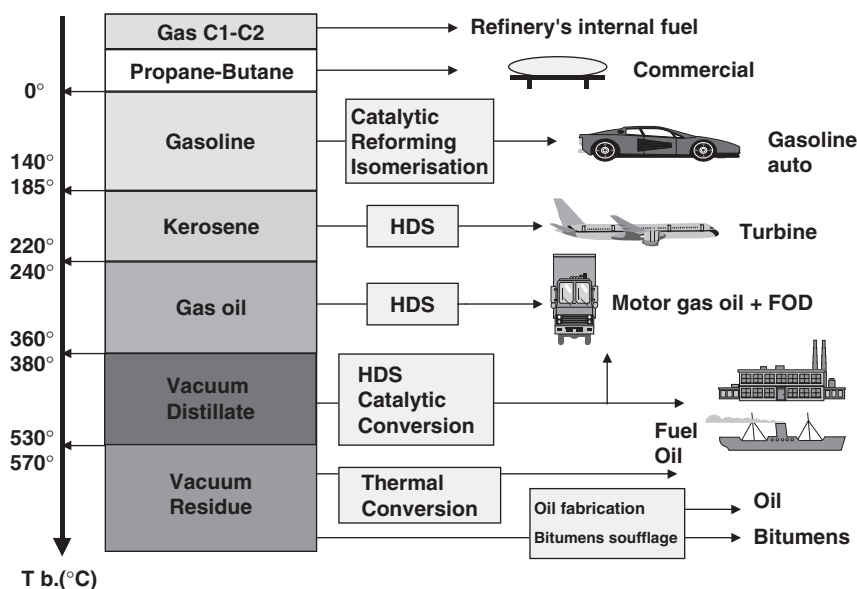 Gas C1-C2
Refinery's internal fuel
Propane-Butane
Commercial
0°
Gasoline
Catalytic
Reforming
Isomerisation
Gasoline
auto
140°
185°
Kerosene
HDS
Turbine
220°
240°
Gas oil
HDS
Motor gas oil + FOD
360°
380°
Vacuum
Distillate
HDS
Catalytic
Conversion
Fuel
Oil
530°
570°
Vacuum
Residue
Thermal
Conversion
Oil fabrication
Bitumens soufflage
Oil
Bitumens
T b.(°C)